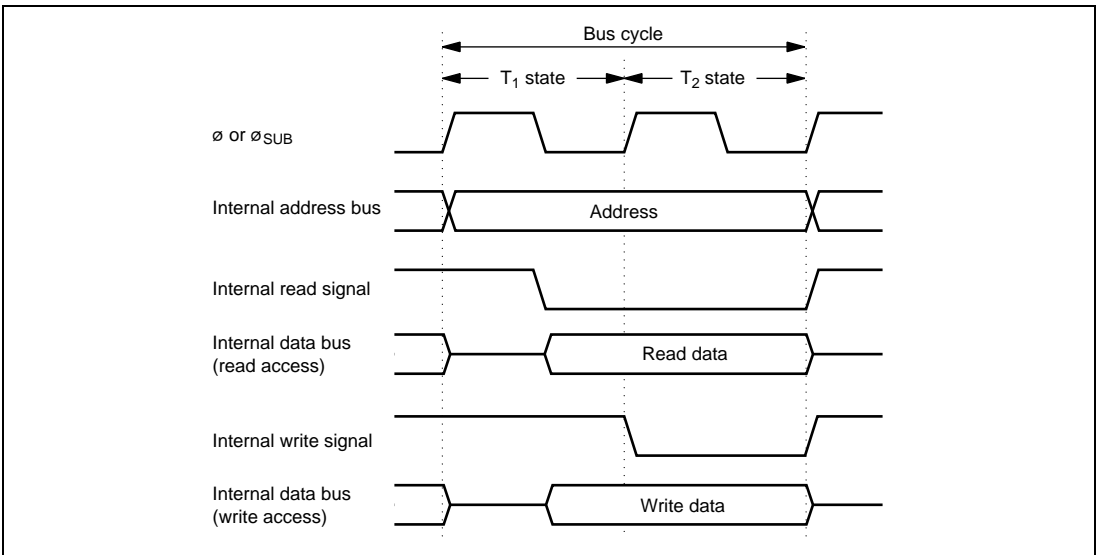 Bus cycle
T₁ state
T₂ state
ø or ø SUB
Internal address bus
Address
Internal read signal
Internal data bus
(read access)
Read data
Internal write signal
Internal data bus
(write access)
Write data